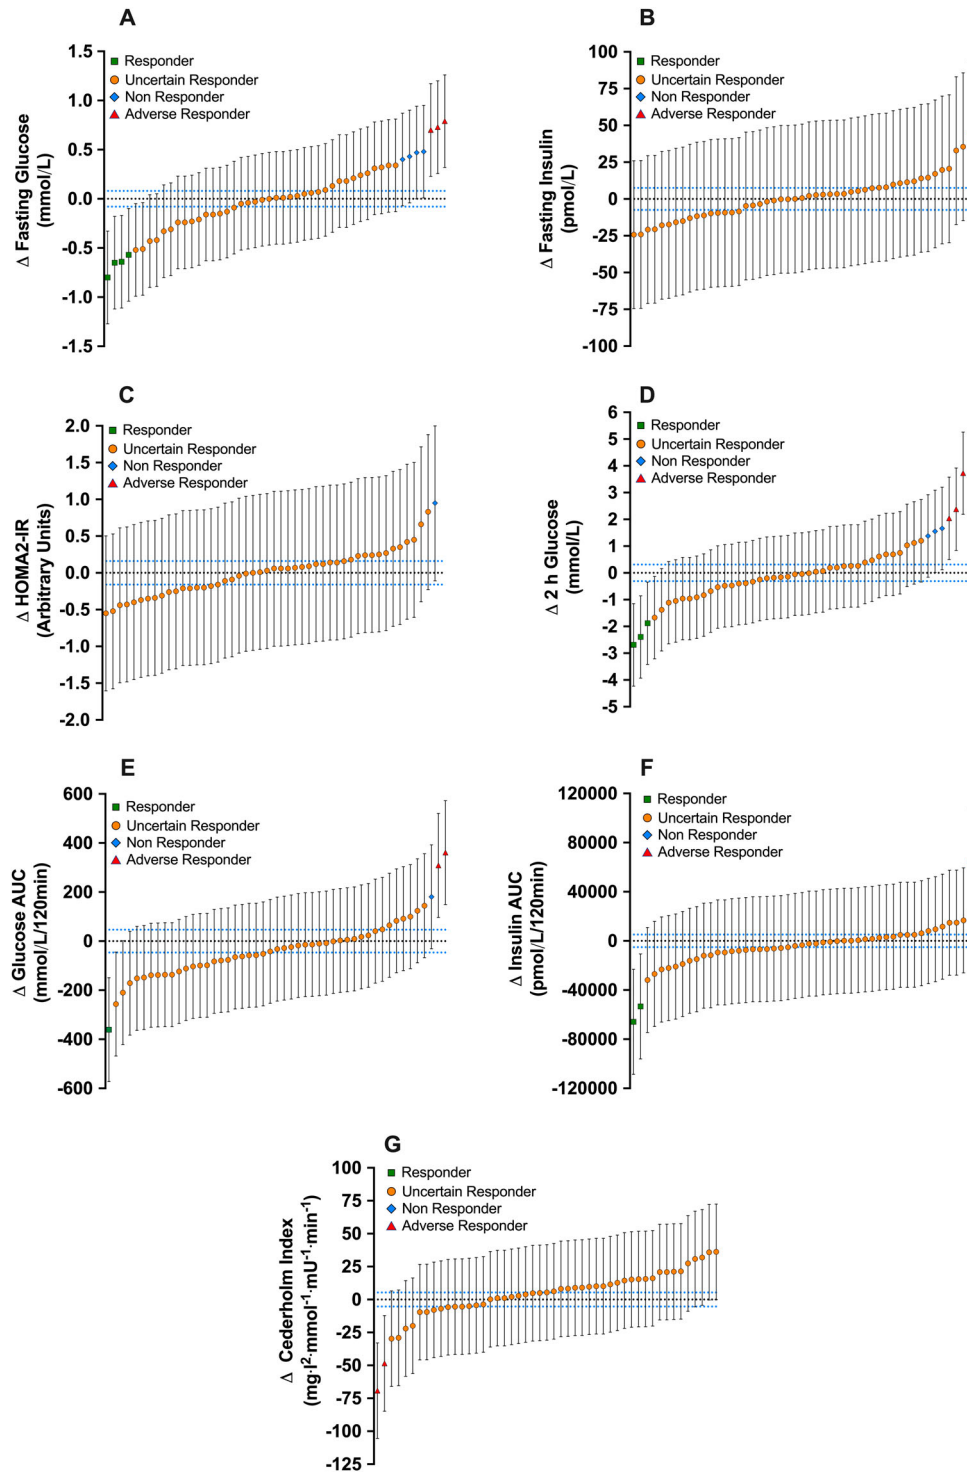 A
Δ Fasting Glucose
(mmol/L)
1.5
1.0
0.5
0.0
-0.5
-1.0
-1.5
Responder
Uncertain Responder
Non Responder
Adverse Responder
B
Δ Fasting Insulin
(pmol/L)
100
75
50
25
0
-25
-50
-75
-100
Responder
Uncertain Responder
Non Responder
Adverse Responder
C
Δ HOMA2-IR
(Arbitrary Units)
2.0
1.5
1.0
0.5
0.0
-0.5
-1.0
-1.5
-2.0
Responder
Uncertain Responder
Non Responder
Adverse Responder
D
Δ 2 h Glucose
(mmol/L)
6
5
4
3
2
1
0
-1
-2
-3
-4
-5
Responder
Uncertain Responder
Non Responder
Adverse Responder
E
Δ Glucose AUC
(mmol/L/120min)
600
400
200
0
-200
-400
-600
Responder
Uncertain Responder
Non Responder
Adverse Responder
F
Δ Insulin AUC
(pmol/L/120min)
120000
80000
40000
0
-40000
-80000
-120000
Responder
Uncertain Responder
Non Responder
Adverse Responder
G
Δ Cederholm Index
(mg·l²·mmol⁻¹·mU⁻¹·min⁻¹)
100
75
50
25
0
-25
-50
-75
-100
-125
Responder
Uncertain Responder
Non Responder
Adverse Responder